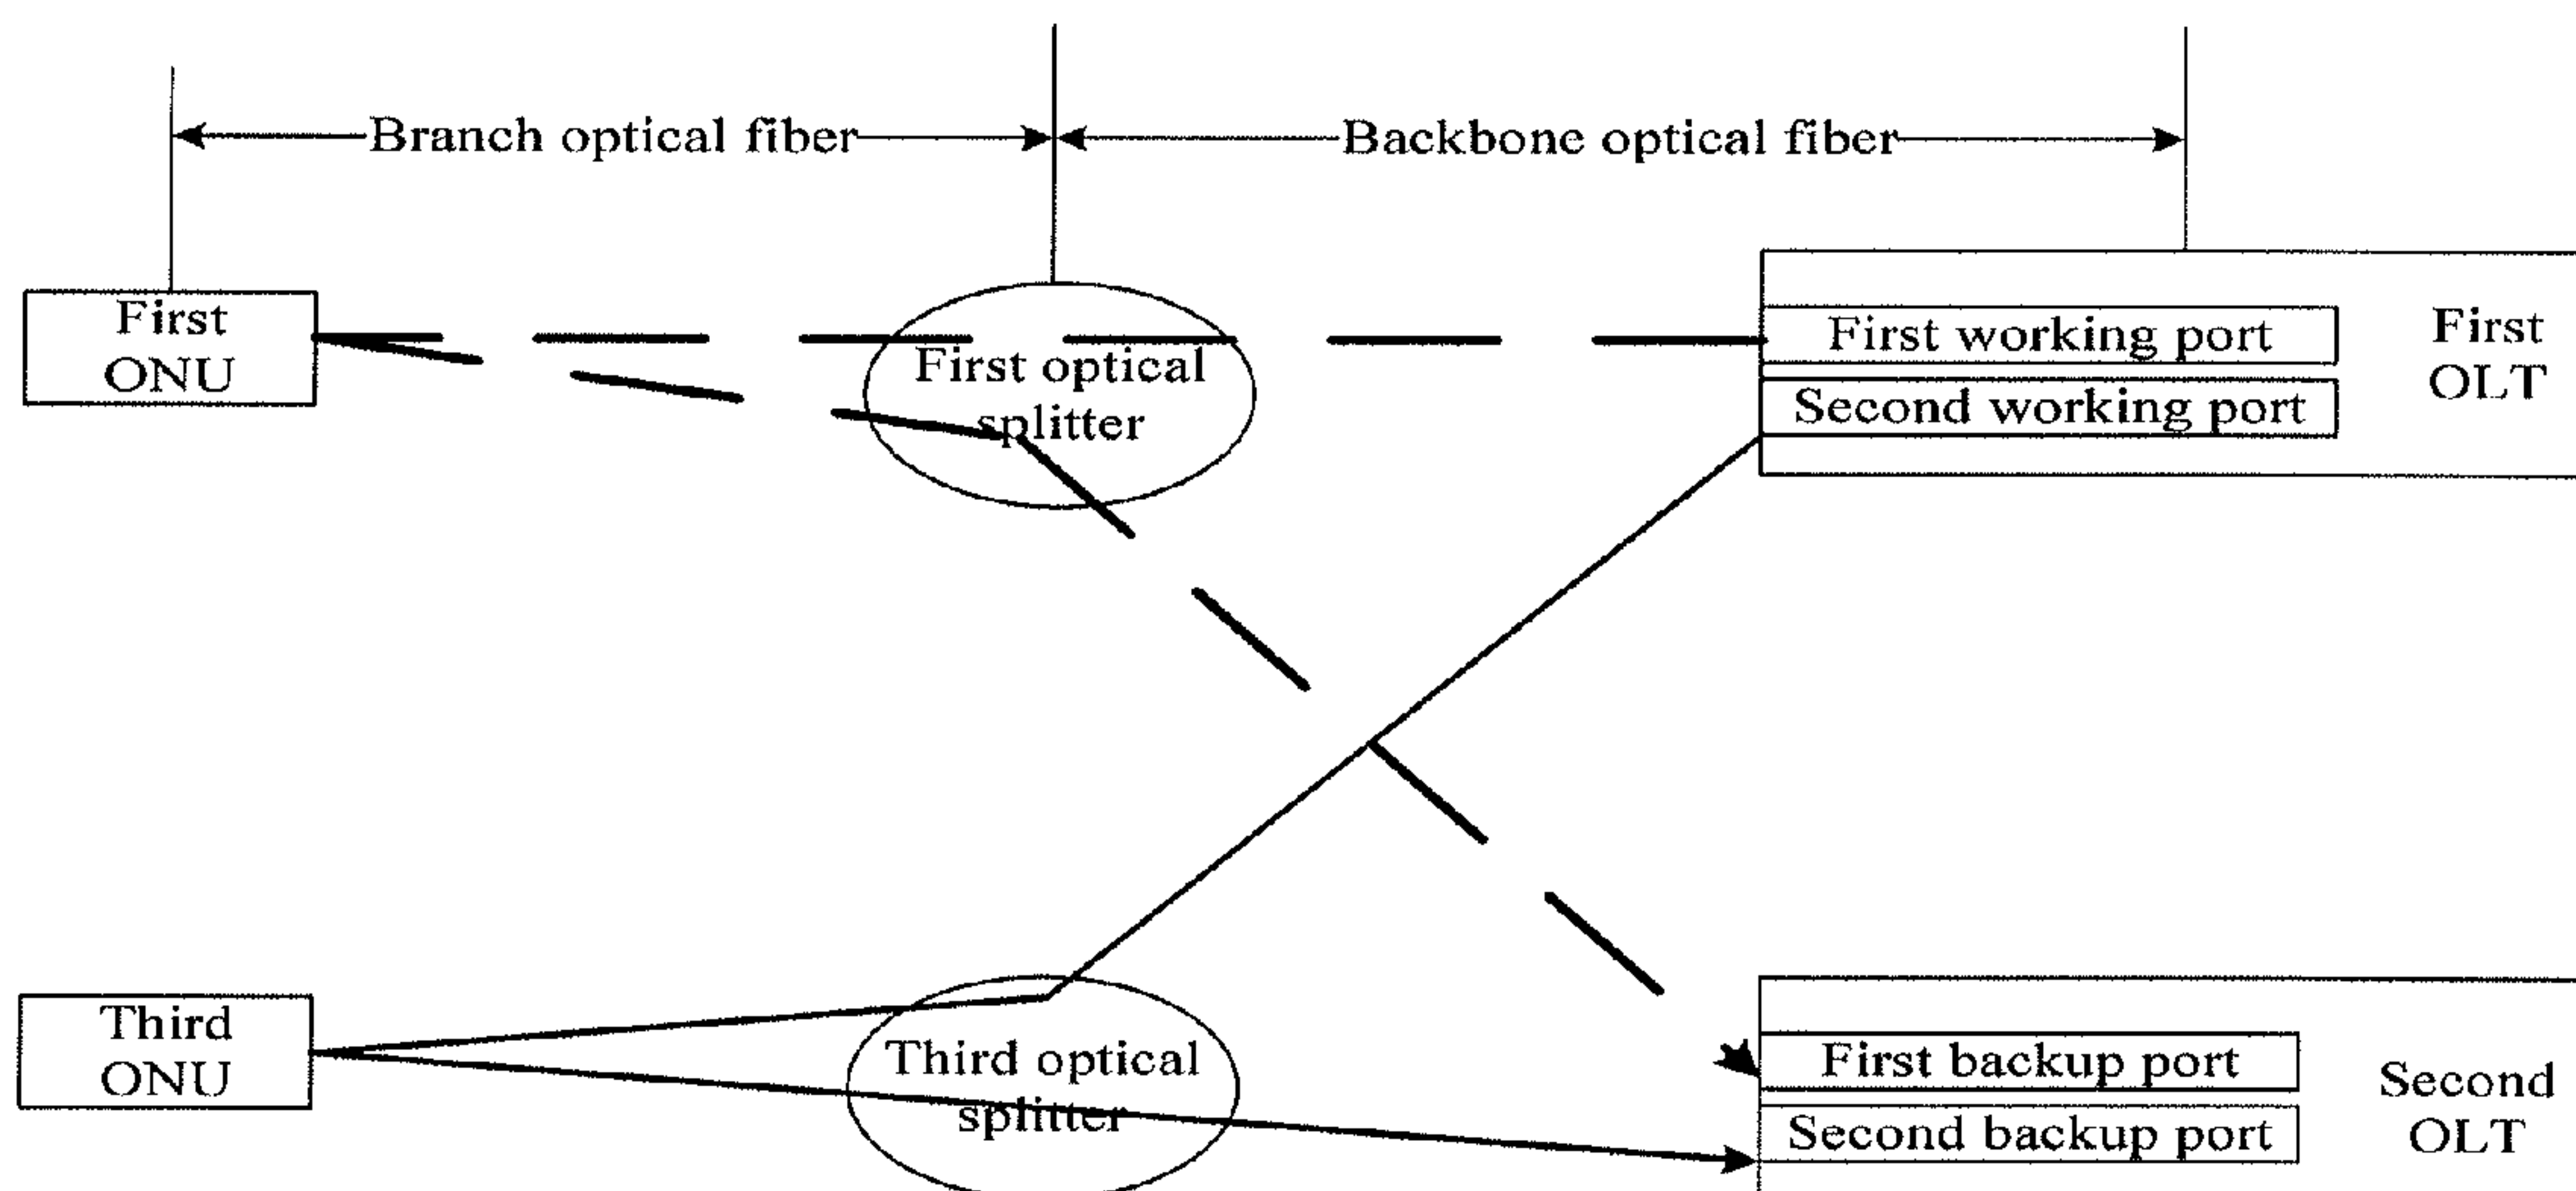 Branch optical fiber
Backbone optical fiber
First
ONU
First optical
splitter
First working port
Second working port
First
OLT
Third
ONU
Third optical
splitter
First backup port
Second backup port
Second
OLT